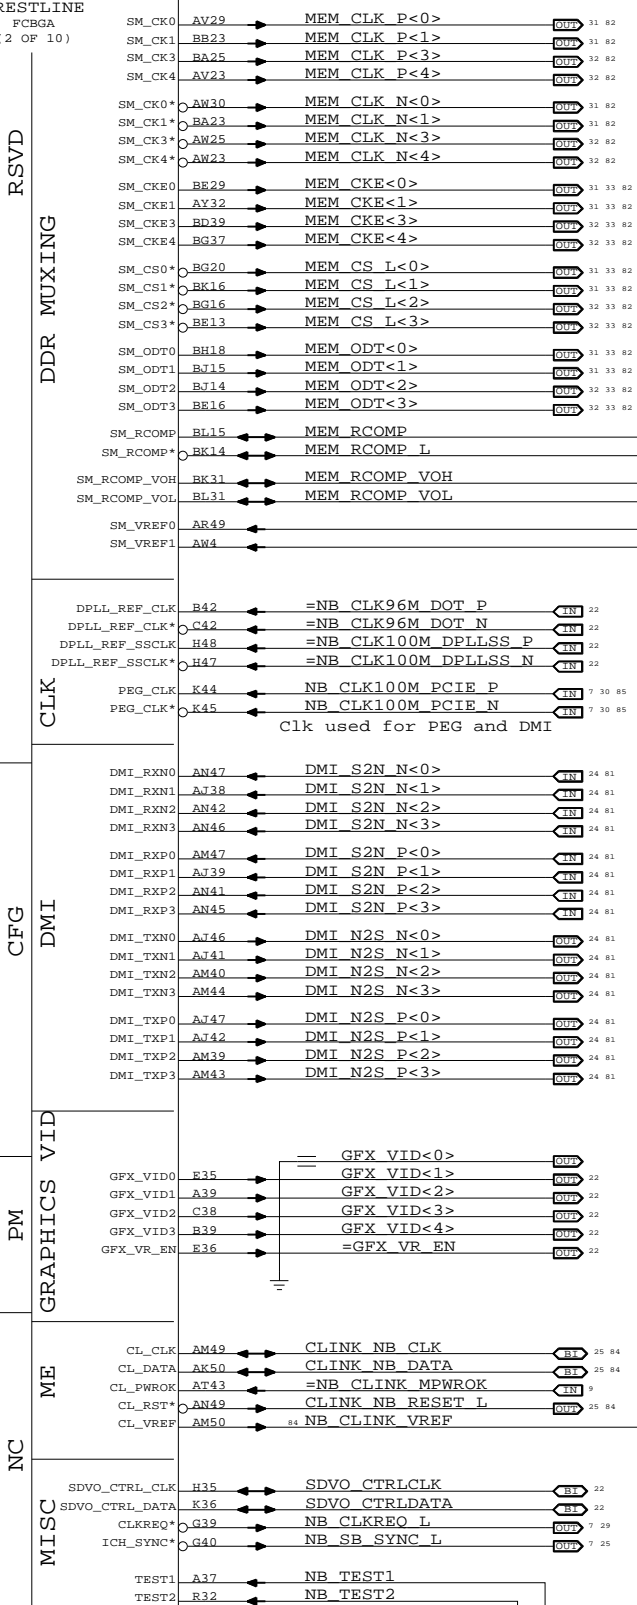 RESTLINE
FCBGA
(2 OF 10)
RSVD
CFG
PM
NC
DDR MUXING
SM_CK0 AV29 MEM_CLK_P<0> OUT 31 82
SM_CK1 BB23 MEM_CLK_P<1> OUT 31 82
SM_CK3 BA25 MEM_CLK_P<3> OUT 32 82
SM_CK4 AV23 MEM_CLK_P<4> OUT 32 82
SM_CK0* AW30 MEM_CLK_N<0> OUT 31 82
SM_CK1* BA23 MEM_CLK_N<1> OUT 31 82
SM_CK3* AW25 MEM_CLK_N<3> OUT 32 82
SM_CK4* AW23 MEM_CLK_N<4> OUT 32 82
SM_CKE0 BE29 MEM_CKE<0> OUT 31 33 82
SM_CKE1 AY32 MEM_CKE<1> OUT 31 33 82
SM_CKE3 BD39 MEM_CKE<3> OUT 32 33 82
SM_CKE4 BG37 MEM_CKE<4> OUT 32 33 82
SM_CS0* BG20 MEM_CS_L<0> OUT 31 33 82
SM_CS1* BK16 MEM_CS_L<1> OUT 31 33 82
SM_CS2* BG16 MEM_CS_L<2> OUT 32 33 82
SM_CS3* BE13 MEM_CS_L<3> OUT 32 33 82
SM_ODT0 BH18 MEM_ODT<0> OUT 31 33 82
SM_ODT1 BJ15 MEM_ODT<1> OUT 31 33 82
SM_ODT2 BJ14 MEM_ODT<2> OUT 32 33 82
SM_ODT3 BE16 MEM_ODT<3> OUT 32 33 82
SM_RCOMP BL15 MEM_RCOMP
SM_RCOMP* BK14 MEM_RCOMP_L
SM_RCOMP_VOH BK31 MEM_RCOMP_VOH
SM_RCOMP_VOL BL31 MEM_RCOMP_VOL
SM_VREF0 AR49
SM_VREF1 AW4
CLK
DPLL_REF_CLK B42 =NB_CLK96M_DOT_P IN 22
DPLL_REF_CLK* C42 =NB_CLK96M_DOT_N IN 22
DPLL_REF_SSCLK H48 =NB_CLK100M_DPLLSS_P IN 22
DPLL_REF_SSCLK* H47 =NB_CLK100M_DPLLSS_N IN 22
PEG_CLK K44 NB_CLK100M_PCIE_P IN 7 30 85
PEG_CLK* K45 NB_CLK100M_PCIE_N IN 7 30 85
Clk used for PEG and DMI
DMI
DMI_RXN0 AN47 DMI_S2N_N<0> IN 24 81
DMI_RXN1 AJ38 DMI_S2N_N<1> IN 24 81
DMI_RXN2 AN42 DMI_S2N_N<2> IN 24 81
DMI_RXN3 AN46 DMI_S2N_N<3> IN 24 81
DMI_RXP0 AM47 DMI_S2N_P<0> IN 24 81
DMI_RXP1 AJ39 DMI_S2N_P<1> IN 24 81
DMI_RXP2 AN41 DMI_S2N_P<2> IN 24 81
DMI_RXP3 AN45 DMI_S2N_P<3> IN 24 81
DMI_TXN0 AJ46 DMI_N2S_N<0> OUT 24 81
DMI_TXN1 AJ41 DMI_N2S_N<1> OUT 24 81
DMI_TXN2 AM40 DMI_N2S_N<2> OUT 24 81
DMI_TXN3 AM44 DMI_N2S_N<3> OUT 24 81
DMI_TXP0 AJ47 DMI_N2S_P<0> OUT 24 81
DMI_TXP1 AJ42 DMI_N2S_P<1> OUT 24 81
DMI_TXP2 AM39 DMI_N2S_P<2> OUT 24 81
DMI_TXP3 AM43 DMI_N2S_P<3> OUT 24 81
GRAPHICS VID
GFX_VID<0> OUT
GFX_VID0 E35 GFX_VID<1> OUT 22
GFX_VID1 A39 GFX_VID<2> OUT 22
GFX_VID2 C38 GFX_VID<3> OUT 22
GFX_VID3 B39 GFX_VID<4> OUT 22
GFX_VR_EN E36 =GFX_VR_EN OUT 22
ME
CL_CLK AM49 CLINK_NB_CLK BI 25 84
CL_DATA AK50 CLINK_NB_DATA BI 25 84
CL_PWROK AT43 =NB_CLINK_MPWROK IN 9
CL_RST* AN49 CLINK_NB_RESET_L OUT 25 84
CL_VREF AM50 84 NB_CLINK_VREF
MISC
SDVO_CTRL_CLK H35 SDVO_CTRLCLK BI 22
SDVO_CTRL_DATA K36 SDVO_CTRLDATA BI 22
CLKREQ* G39 NB_CLKREQ_L OUT 7 29
ICH_SYNC* G40 NB_SB_SYNC_L OUT 7 25
TEST1 A37 NB_TEST1
TEST2 R32 NB_TEST2